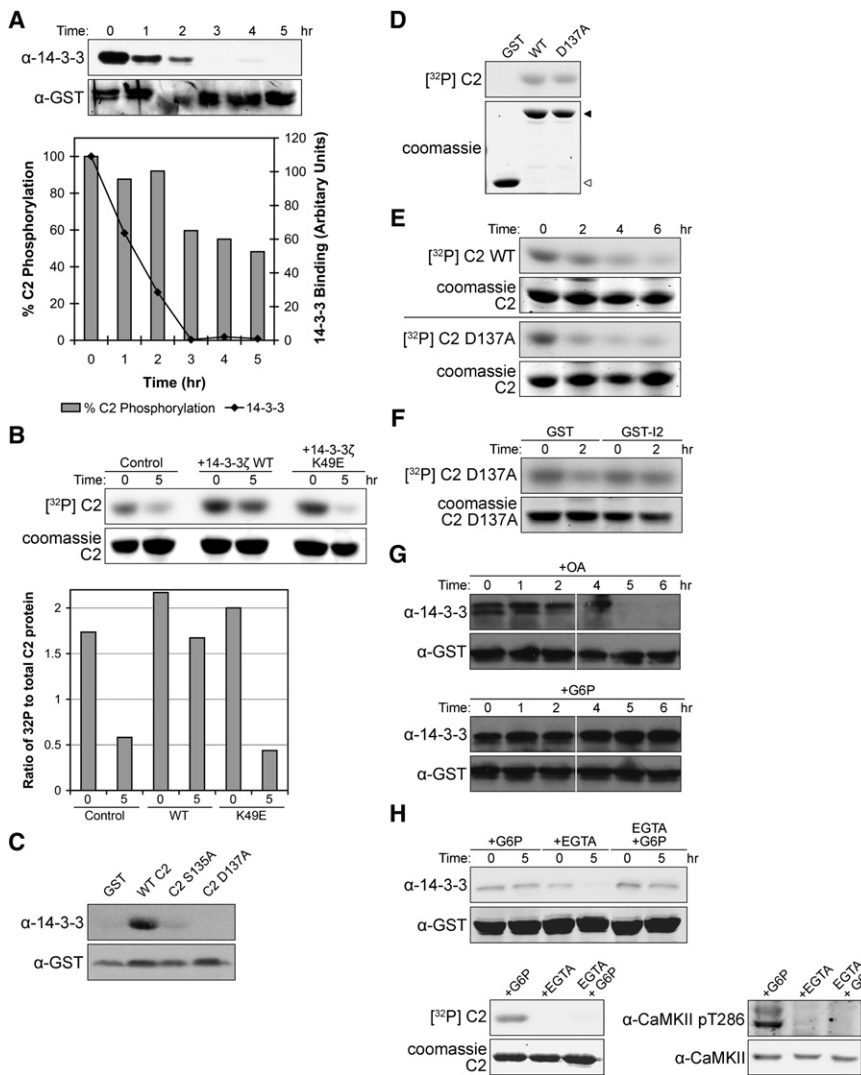 A
Time: 0 1 2 3 4 5 hr
α-14-3-3
α-GST
% C2 Phosphorylation
14-3-3 Binding (Arbitary Units)
100
80
60
40
20
0
120
100
80
60
40
20
0
0 1 2 3 4 5
Time (hr)
% C2 Phosphorylation 14-3-3
B
Control +14-3-3ζ WT +14-3-3ζ K49E
Time: 0 5 0 5 0 5 hr
[³²P] C2
coomassie
C2
Ratio of 32P to total C2 protein
2
1.5
1
0.5
0
0 5 0 5 0 5
Control WT K49E
C
GST WT C2 C2 S135A C2 D137A
α-14-3-3
α-GST
D
GST WT D137A
[³²P] C2
coomassie
E
Time: 0 2 4 6 hr
[³²P] C2 WT
coomassie
C2
[³²P] C2 D137A
coomassie
C2
F
GST GST-I2
Time: 0 2 0 2 hr
[³²P] C2 D137A
coomassie
C2 D137A
G
+OA
Time: 0 1 2 4 5 6 hr
α-14-3-3
α-GST
+G6P
Time: 0 1 2 4 5 6 hr
α-14-3-3
α-GST
H
+G6P +EGTA EGTA +G6P
Time: 0 5 0 5 0 5 hr
α-14-3-3
α-GST
+G6P +EGTA EGTA + G6P
[³²P] C2
coomassie
C2
+G6P +EGTA EGTA
α-CaMKII pT286
α-CaMKII